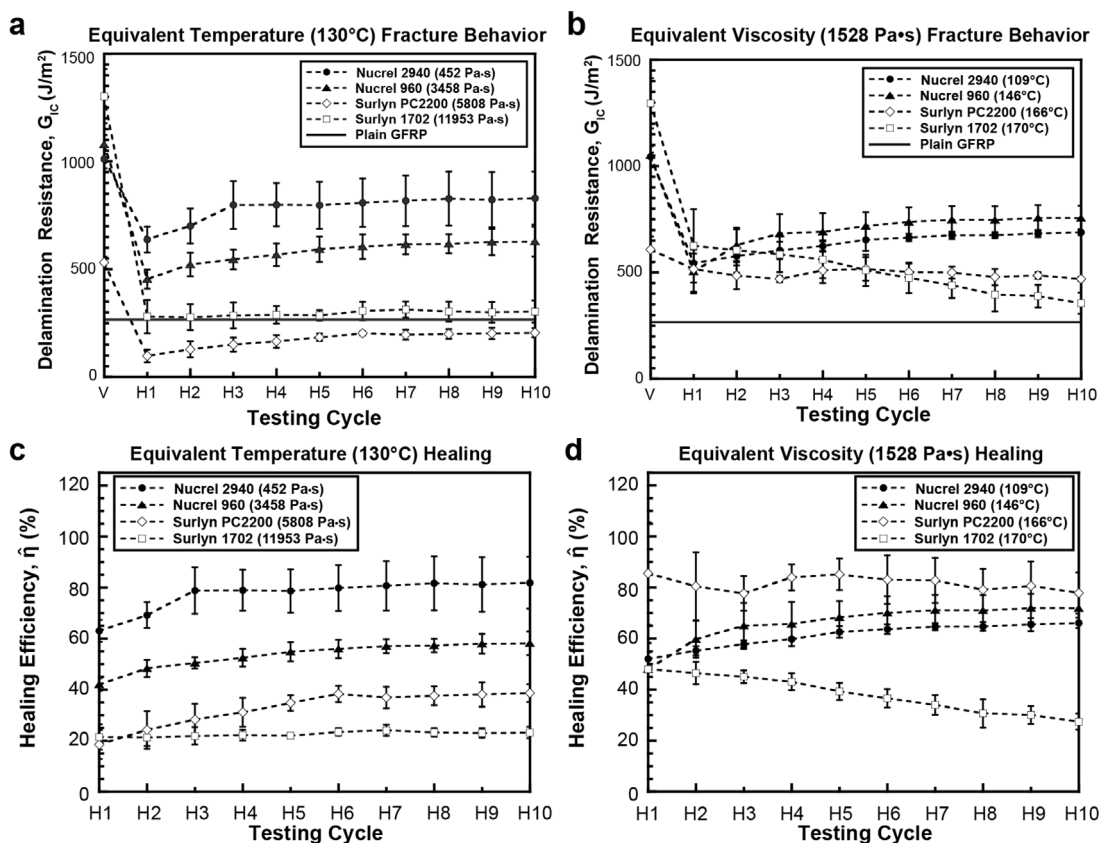 a
Equivalent Temperature (130°C) Fracture Behavior
Delamination Resistance, G_IC (J/m²)
1500
1000
500
0
Nucrel 2940 (452 Pa·s)
Nucrel 960 (3458 Pa·s)
Surlyn PC2200 (5808 Pa·s)
Surlyn 1702 (11953 Pa·s)
Plain GFRP
V H1 H2 H3 H4 H5 H6 H7 H8 H9 H10
Testing Cycle
b
Equivalent Viscosity (1528 Pa•s) Fracture Behavior
Delamination Resistance, G_IC (J/m²)
1500
1000
500
0
Nucrel 2940 (109°C)
Nucrel 960 (146°C)
Surlyn PC2200 (166°C)
Surlyn 1702 (170°C)
Plain GFRP
V H1 H2 H3 H4 H5 H6 H7 H8 H9 H10
Testing Cycle
c
Equivalent Temperature (130°C) Healing
Healing Efficiency, η̂ (%)
120
100
80
60
40
20
0
Nucrel 2940 (452 Pa·s)
Nucrel 960 (3458 Pa·s)
Surlyn PC2200 (5808 Pa·s)
Surlyn 1702 (11953 Pa·s)
H1 H2 H3 H4 H5 H6 H7 H8 H9 H10
Testing Cycle
d
Equivalent Viscosity (1528 Pa•s) Healing
Healing Efficiency, η̂ (%)
120
100
80
60
40
20
0
Nucrel 2940 (109°C)
Nucrel 960 (146°C)
Surlyn PC2200 (166°C)
Surlyn 1702 (170°C)
H1 H2 H3 H4 H5 H6 H7 H8 H9 H10
Testing Cycle